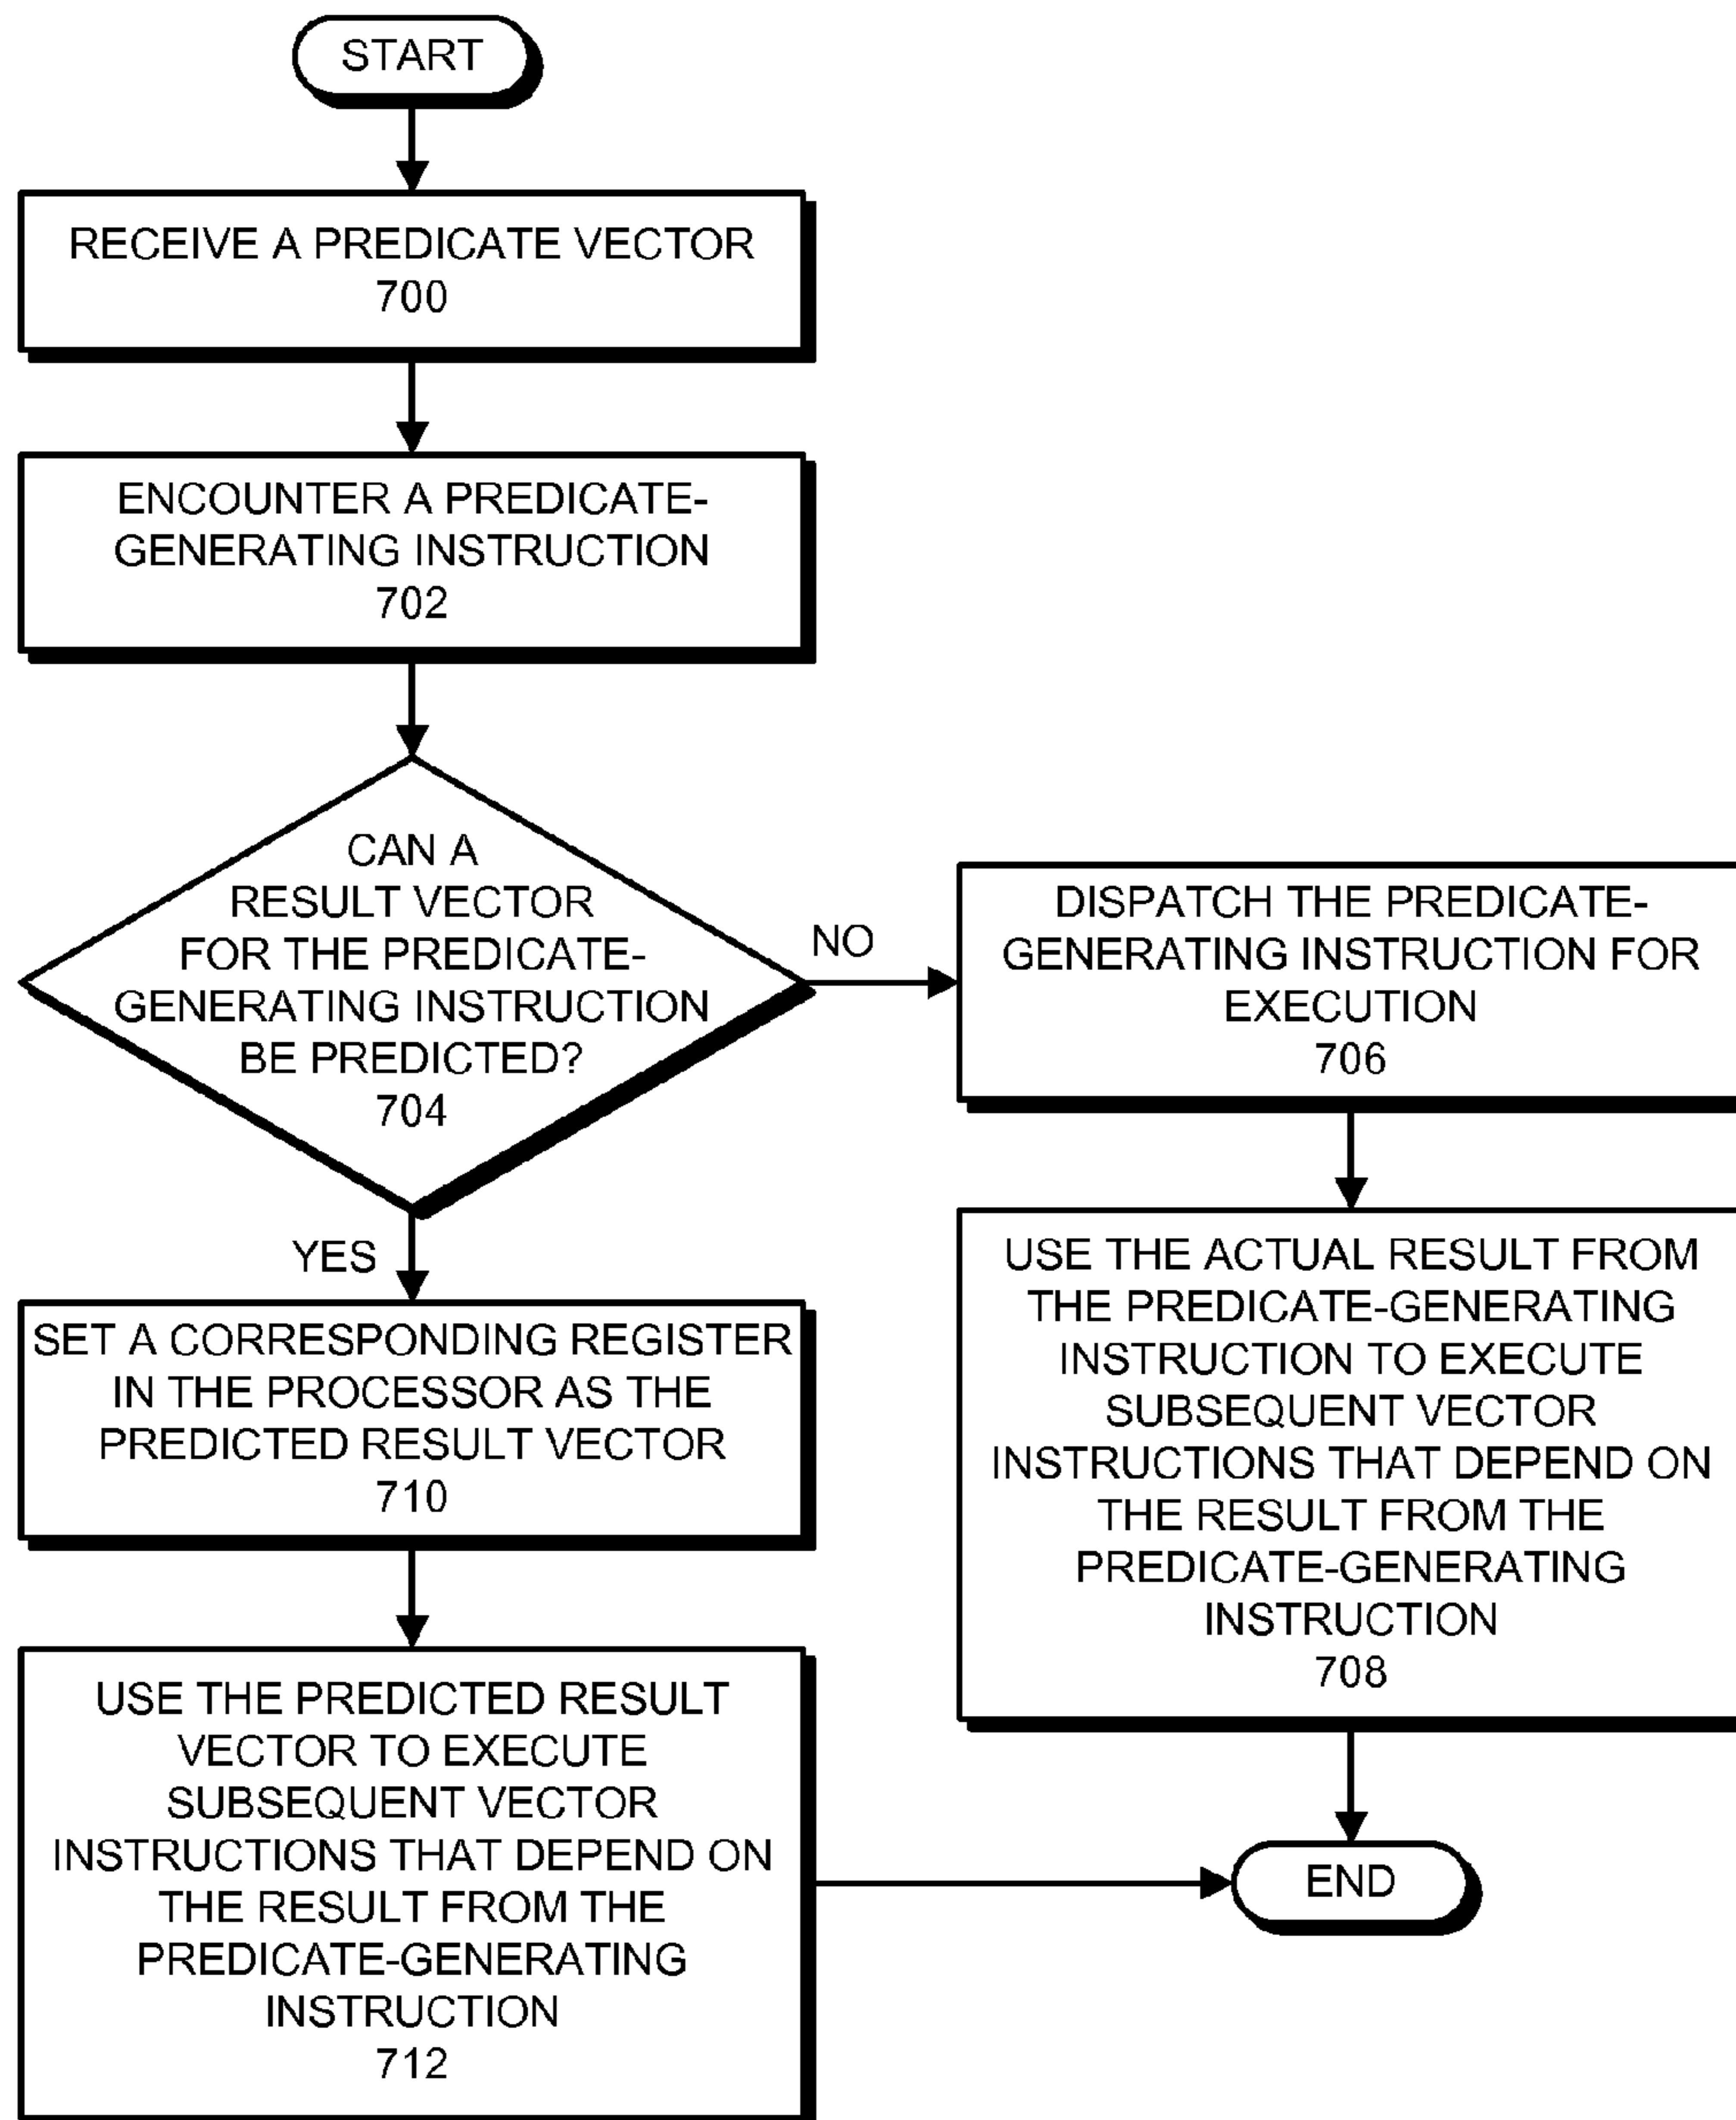 START
RECEIVE A PREDICATE VECTOR
700
ENCOUNTER A PREDICATE-
GENERATING INSTRUCTION
702
CAN A
RESULT VECTOR
FOR THE PREDICATE-
GENERATING INSTRUCTION
BE PREDICTED?
704
NO
DISPATCH THE PREDICATE-
GENERATING INSTRUCTION FOR
EXECUTION
706
USE THE ACTUAL RESULT FROM
THE PREDICATE-GENERATING
INSTRUCTION TO EXECUTE
SUBSEQUENT VECTOR
INSTRUCTIONS THAT DEPEND ON
THE RESULT FROM THE
PREDICATE-GENERATING
INSTRUCTION
708
YES
SET A CORRESPONDING REGISTER
IN THE PROCESSOR AS THE
PREDICTED RESULT VECTOR
710
USE THE PREDICTED RESULT
VECTOR TO EXECUTE
SUBSEQUENT VECTOR
INSTRUCTIONS THAT DEPEND ON
THE RESULT FROM THE
PREDICATE-GENERATING
INSTRUCTION
712
END